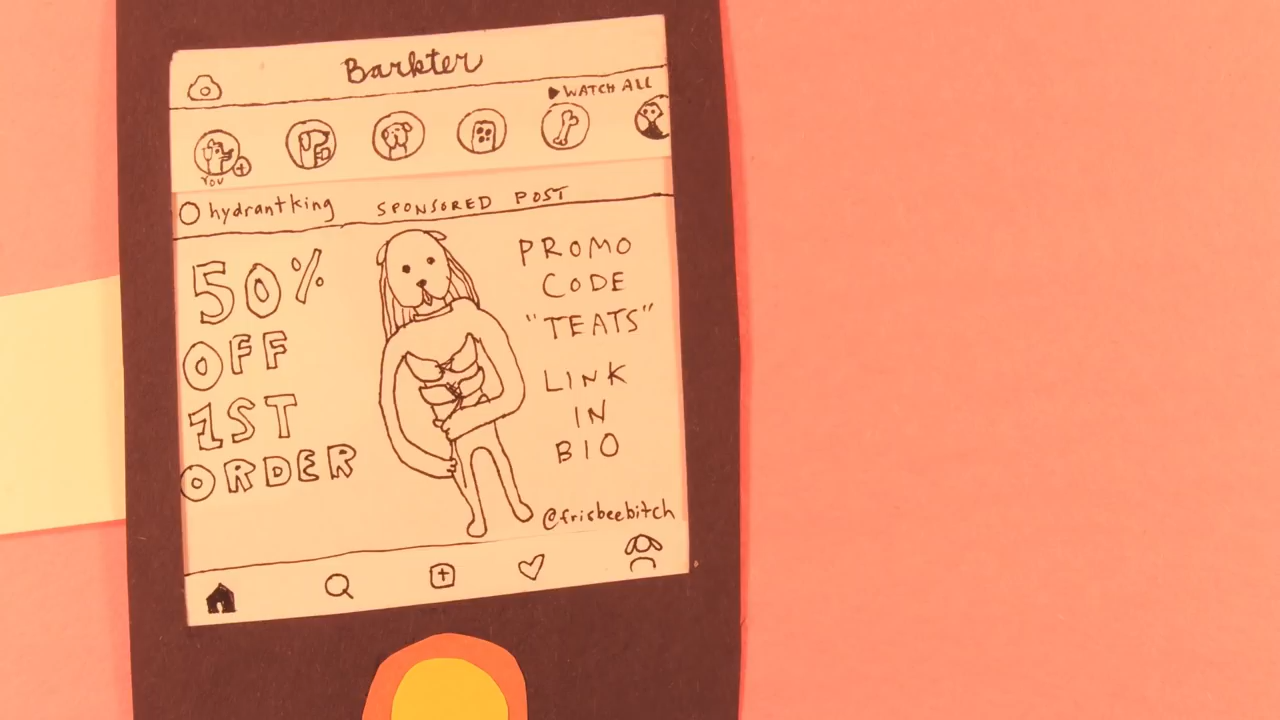 Barkter
▶WATCH ALL
YOU
hydrantking SPONSORED POST
50%
OFF
1ST
ORDER
PROMO
CODE
"TEATS"
LINK
IN
BIO
@frisbeebitch